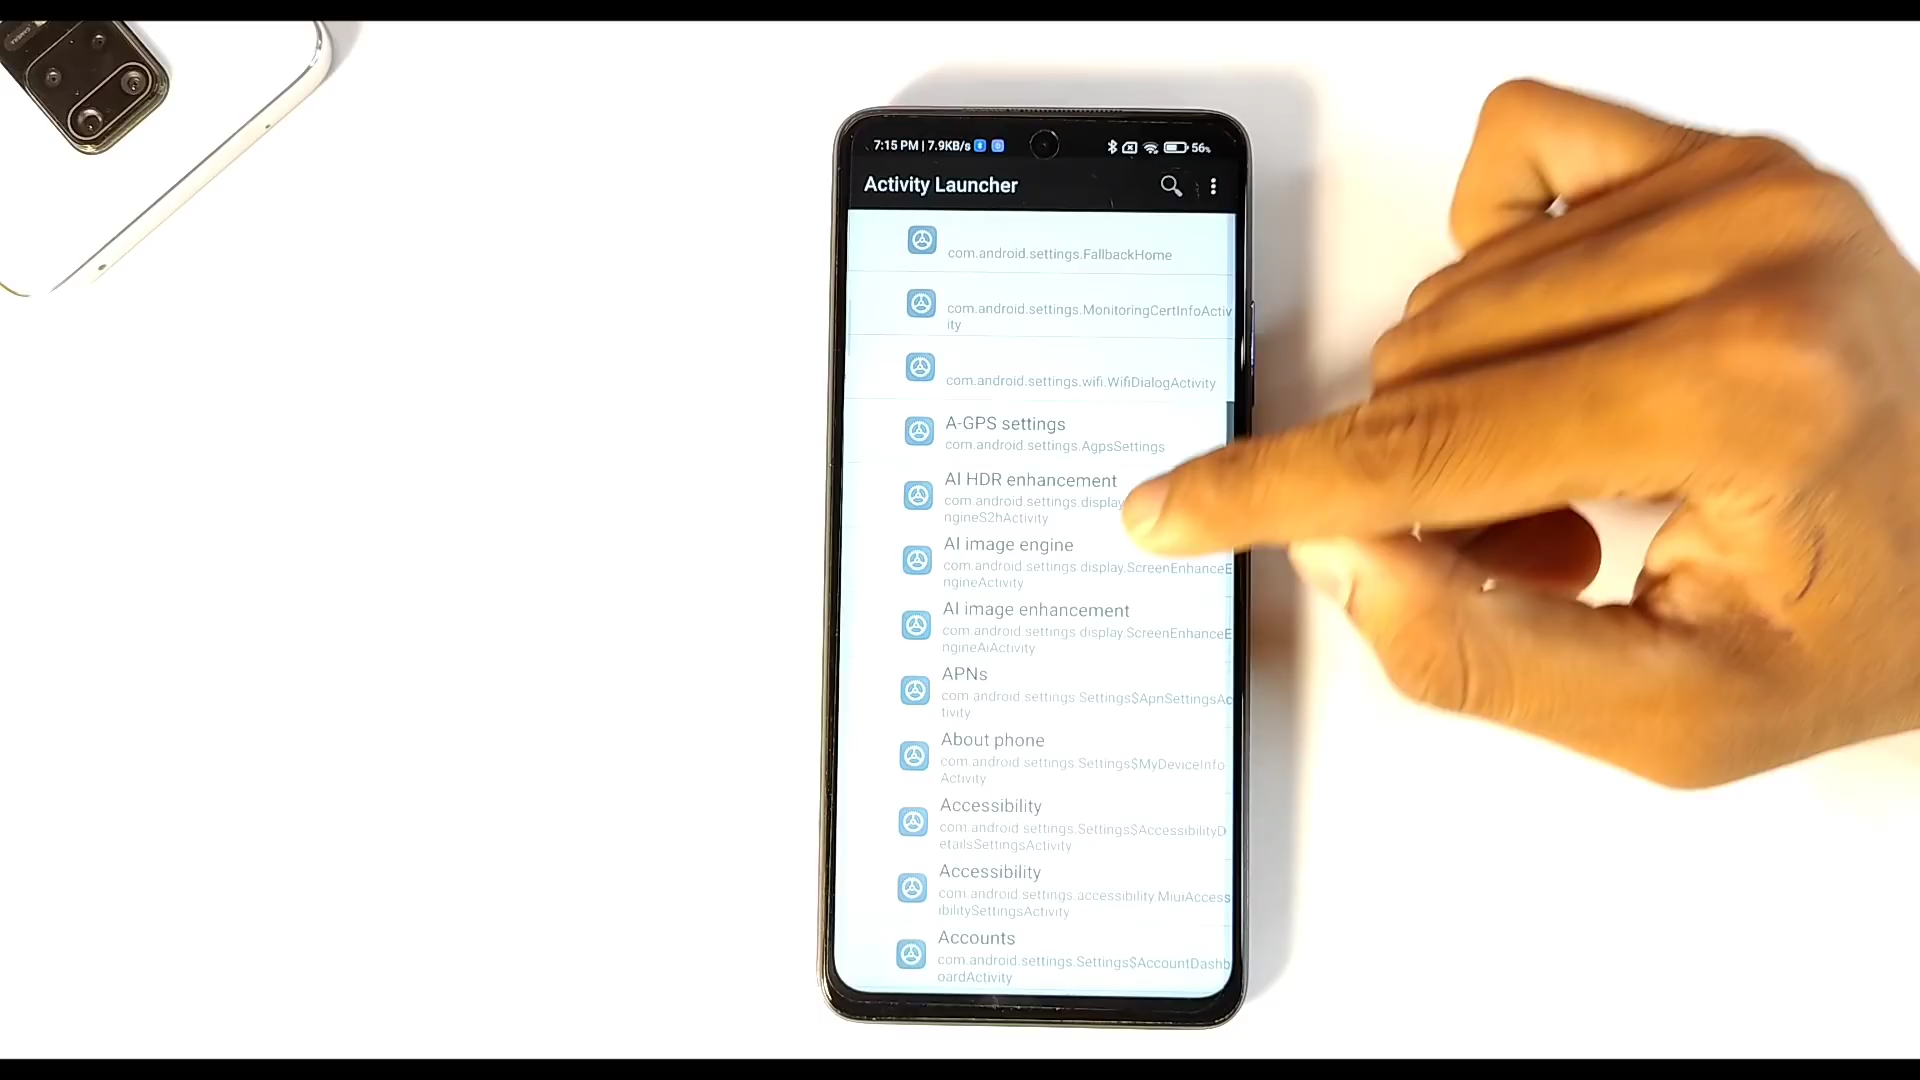 7:15 PM | 7.9KB/s
56%
Activity Launcher
com.android.settings.FallbackHome
com.android.settings.MonitoringCertInfoActiv
ity
com.android.settings.wifi.WifiDialogActivity
A-GPS settings
com.android.settings.AgpsSettings
AI HDR enhancement
com.android.settings.display
ngineS2hActivity
AI image engine
com.android.settings.display.ScreenEnhanceE
ngineActivity
AI image enhancement
com.android.settings.display.ScreenEnhanceE
ngineAiActivity
APNs
com.android.settings.Settings$ApnSettingsAc
tivity
About phone
com.android.settings.Settings$MyDeviceInfo
Activity
Accessibility
com.android.settings.Settings$AccessibilityD
etailsSettingsActivity
Accessibility
com.android.settings.accessibility.MiuiAccess
ibilitySettingsActivity
Accounts
com.android.settings.Settings$AccountDashb
oardActivity